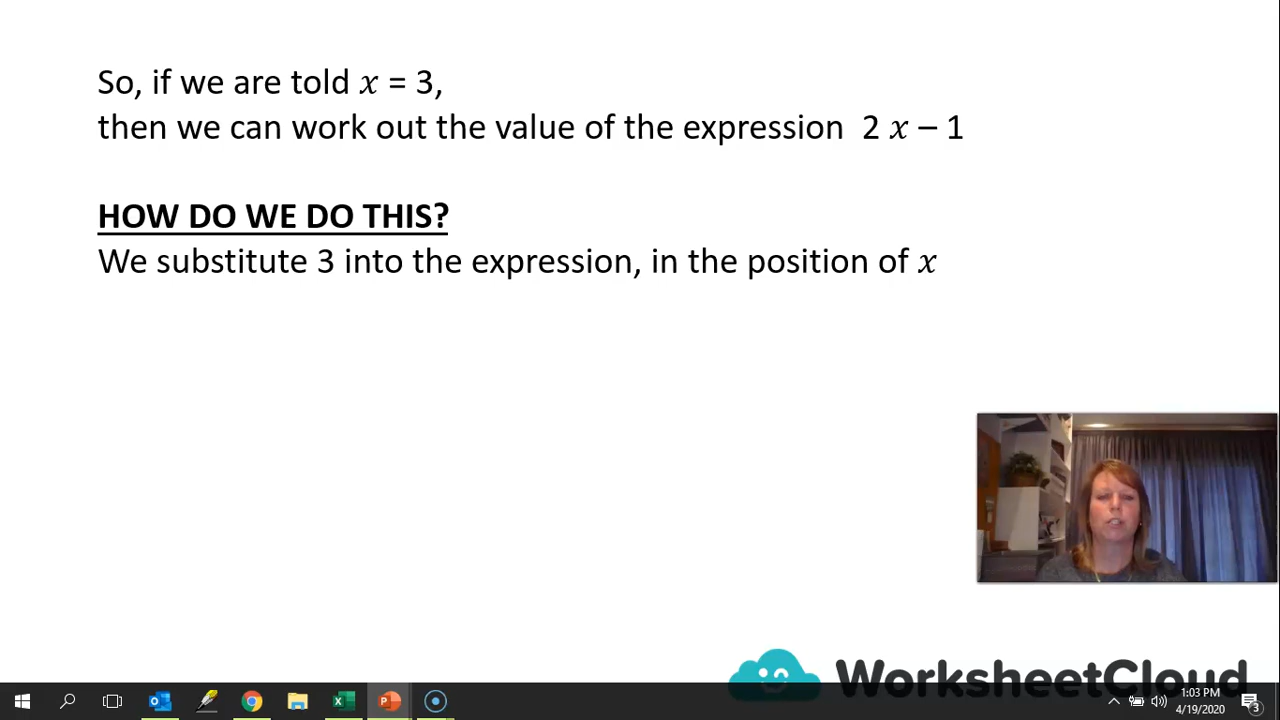 So, if we are told x = 3,
then we can work out the value of the expression 2 x – 1
HOW DO WE DO THIS?
We substitute 3 into the expression, in the position of x
WorksheetCloud
1:03 PM
4/19/2020
3